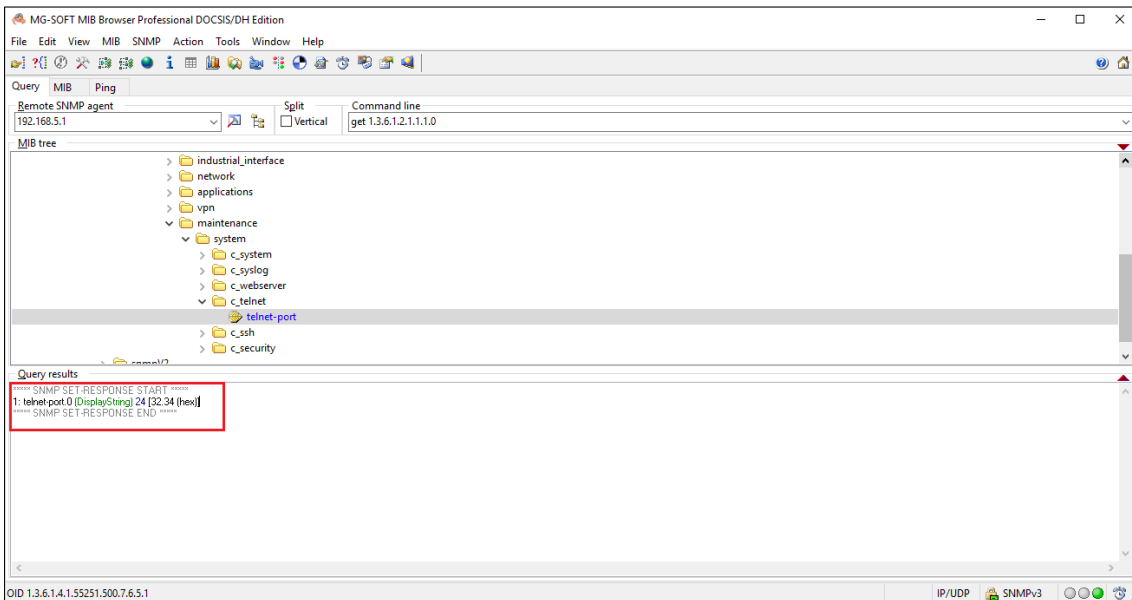 MG-SOFT MIB Browser Professional DOCSIS/DH Edition
File Edit View MIB SNMP Action Tools Window Help
Query MIB Ping
Remote SNMP agent Split Command line
192.168.5.1 Vertical get 1.3.6.1.2.1.1.1.0
MIB tree
industrial_interface
network
applications
vpn
maintenance
system
c_system
c_syslog
c_webserver
c_telnet
telnet-port
c_ssh
c_security
snmpV2
Query results
***** SNMP SET-RESPONSE START *****
1: telnet-port.0 (DisplayString) 24 [32.34 (hex)]
***** SNMP SET-RESPONSE END *****
OID 1.3.6.1.4.1.55251.500.7.6.5.1 IP/UDP SNMPv3